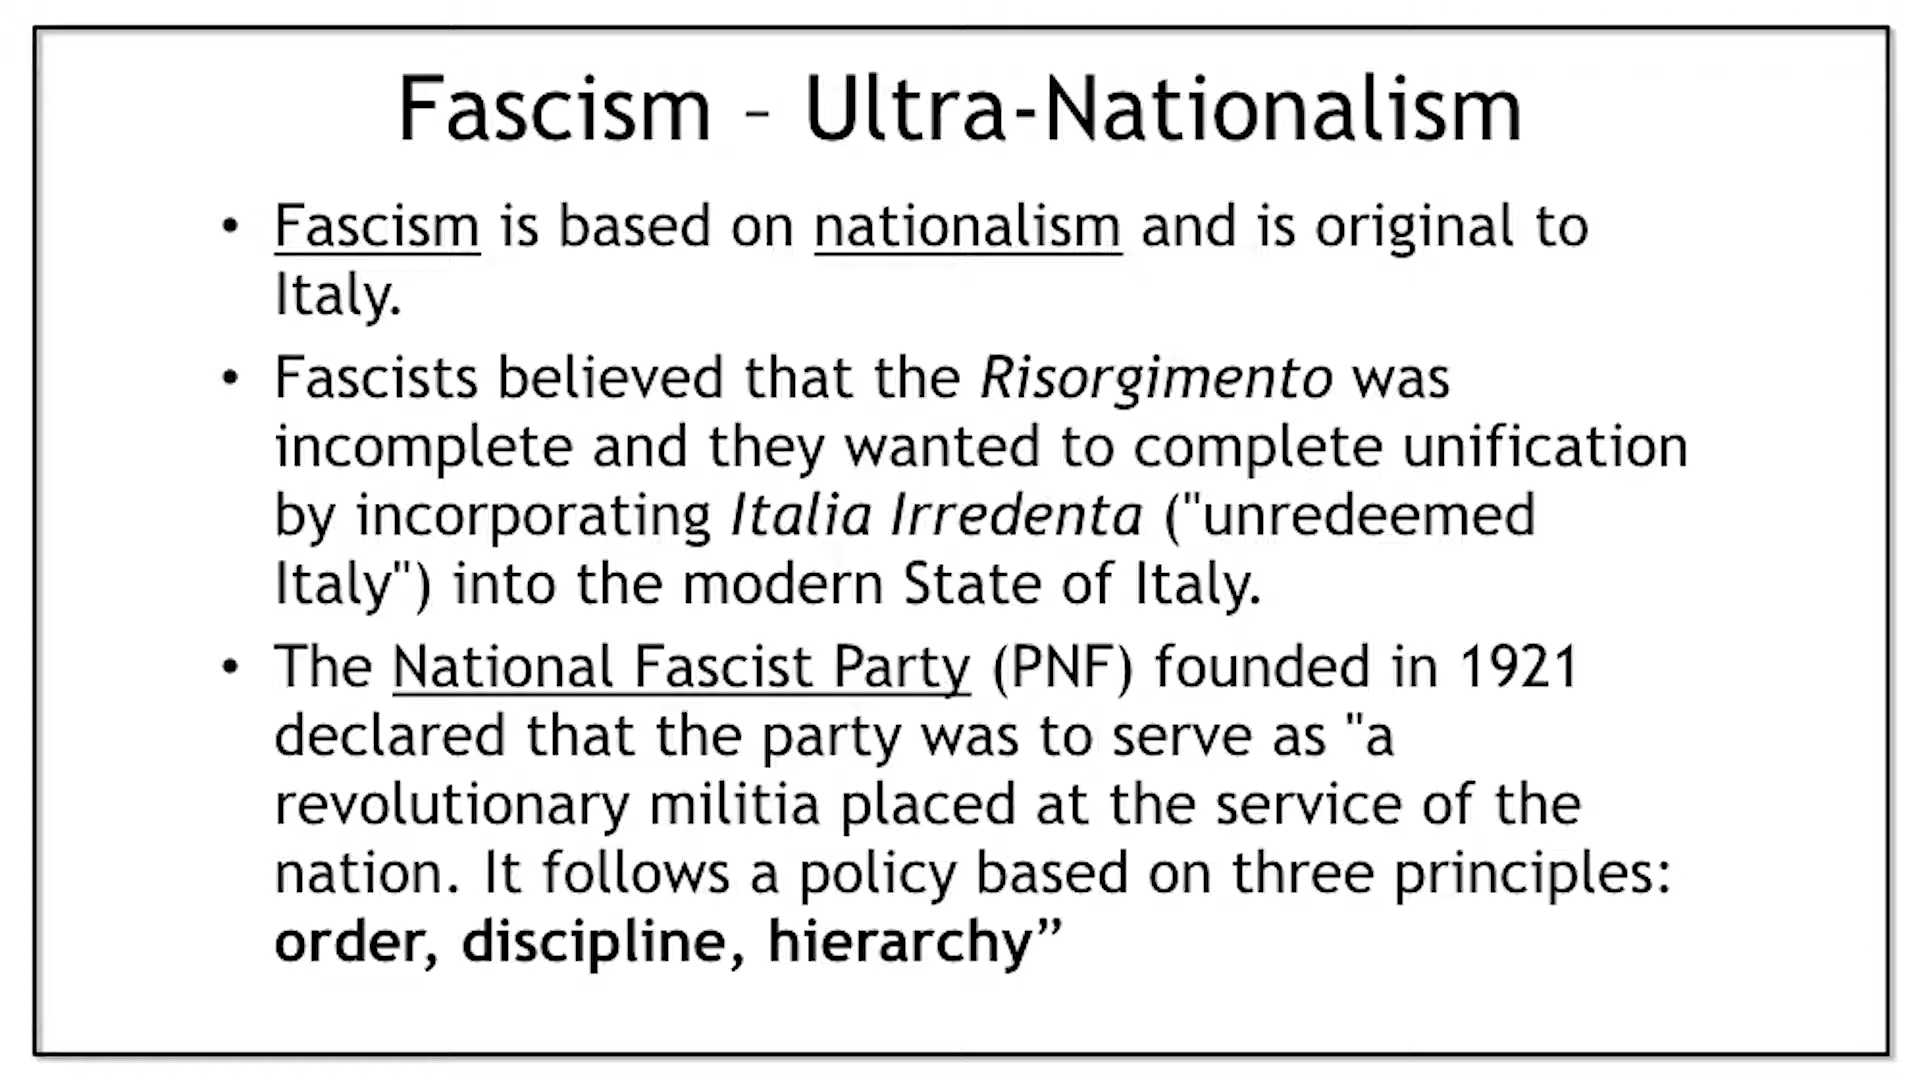 Fascism – Ultra-Nationalism
• Fascism is based on nationalism and is original to
Italy.
• Fascists believed that the Risorgimento was
incomplete and they wanted to complete unification
by incorporating Italia Irredenta ("unredeemed
Italy") into the modern State of Italy.
• The National Fascist Party (PNF) founded in 1921
declared that the party was to serve as "a
revolutionary militia placed at the service of the
nation. It follows a policy based on three principles:
order, discipline, hierarchy”